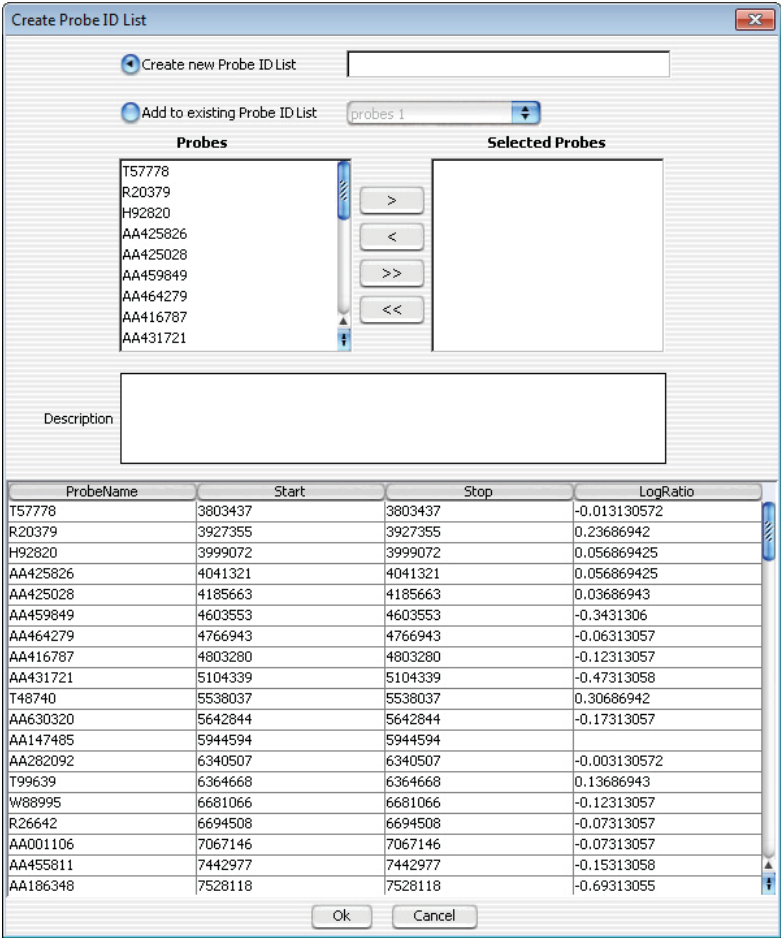 Create Probe ID List
Create new Probe ID List
Add to existing Probe ID List probes 1
Probes Selected Probes
T57778
R20379
H92820
AA425826
AA425028
AA459849
AA464279
AA416787
AA431721
>
<
>>
<<
Description
ProbeName Start Stop LogRatio
T57778 3803437 3803437 -0.013130572
R20379 3927355 3927355 0.23686942
H92820 3999072 3999072 0.056869425
AA425826 4041321 4041321 0.056869425
AA425028 4185663 4185663 0.03686943
AA459849 4603553 4603553 -0.3431306
AA464279 4766943 4766943 -0.06313057
AA416787 4803280 4803280 -0.12313057
AA431721 5104339 5104339 -0.47313058
T48740 5538037 5538037 0.30686942
AA630320 5642844 5642844 -0.17313057
AA147485 5944594 5944594
AA282092 6340507 6340507 -0.003130572
T99639 6364668 6364668 0.13686943
W88995 6681066 6681066 -0.12313057
R26642 6694508 6694508 -0.07313057
AA001106 7067146 7067146 -0.07313057
AA455811 7442977 7442977 -0.15313058
AA186348 7528118 7528118 -0.69313055
Ok Cancel